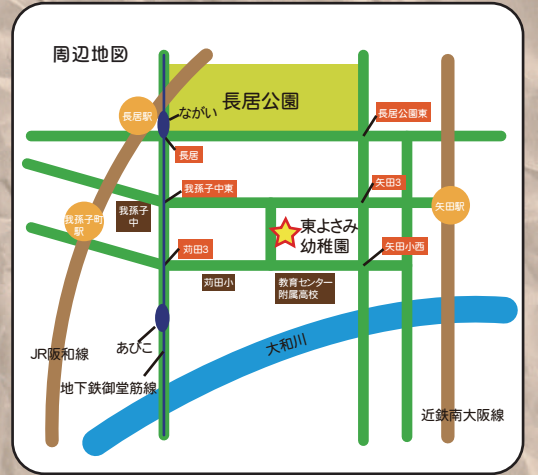 周辺地図
長居公園
長居駅
ながい
長居公園東
長居
我孫子中東
矢田3
我孫子
中
我孫子町
駅
矢田駅
東よさみ
幼稚園
苅田3
矢田小西
苅田小
教育センター
附属高校
大和川
あびこ
JR阪和線
地下鉄御堂筋線
近鉄南大阪線